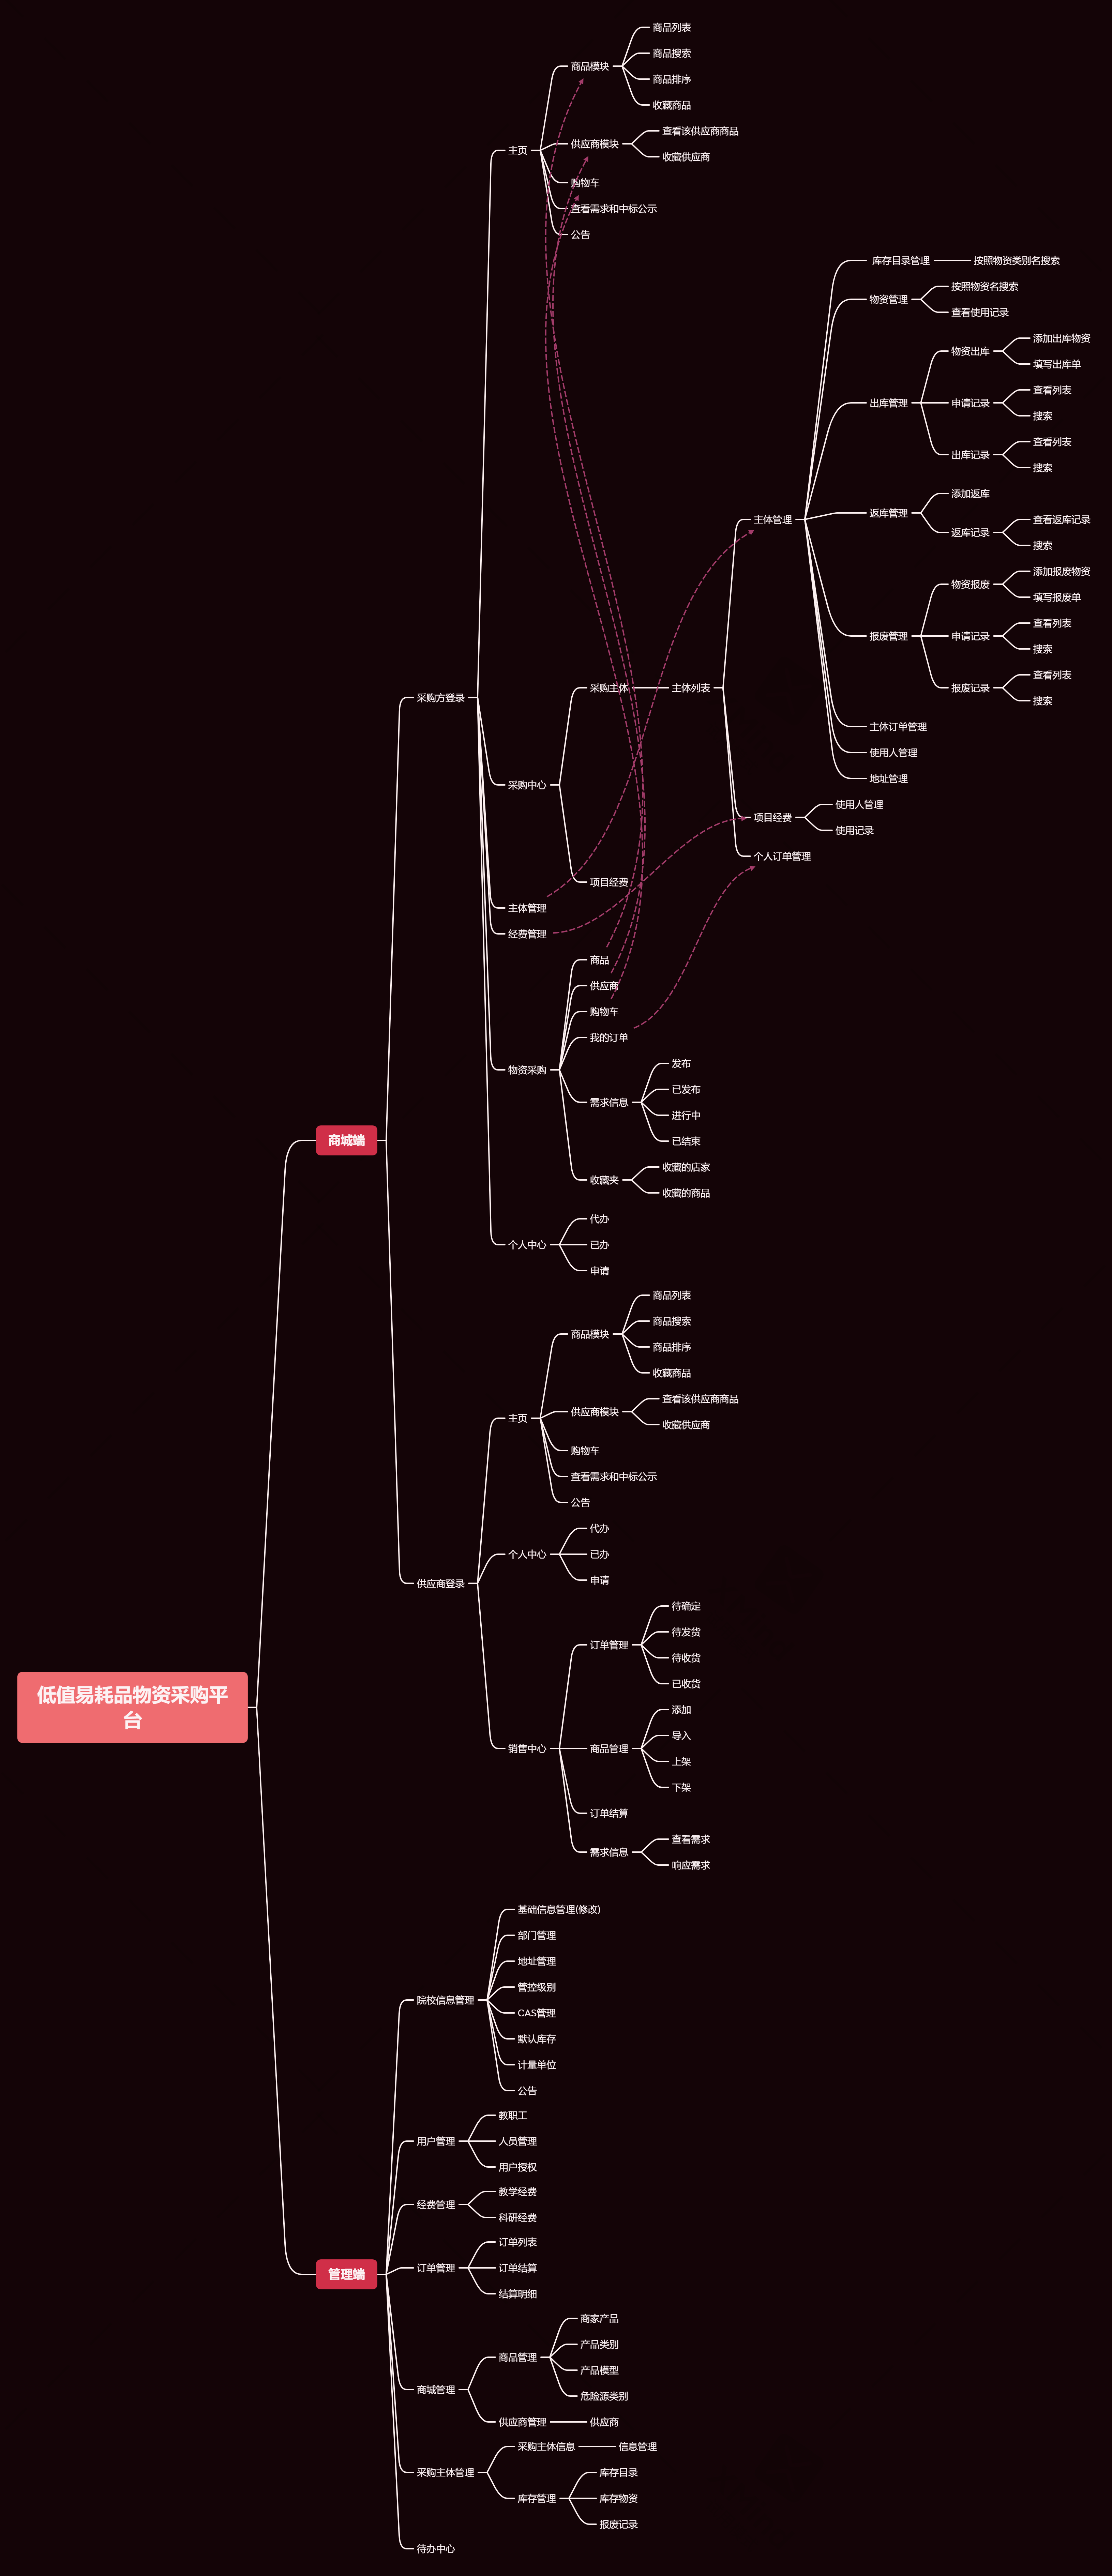 低值易耗品物资采购平
台
商城端
采购方登录
主页
商品模块
商品列表
商品搜索
商品排序
收藏商品
供应商模块
查看该供应商商品
收藏供应商
购物车
查看需求和中标公示
公告
采购中心
采购主体
主体列表
主体管理
库存目录管理
按照物资类别名搜索
物资管理
按照物资名搜索
查看使用记录
出库管理
物资出库
添加出库物资
填写出库单
申请记录
查看列表
搜索
出库记录
查看列表
搜索
返库管理
添加返库
返库记录
查看返库记录
搜索
报废管理
物资报废
添加报废物资
填写报废单
申请记录
查看列表
搜索
报废记录
查看列表
搜索
主体订单管理
使用人管理
地址管理
项目经费
使用人管理
使用记录
个人订单管理
项目经费
主体管理
经费管理
物资采购
商品
供应商
购物车
我的订单
需求信息
发布
已发布
进行中
已结束
收藏夹
收藏的店家
收藏的商品
个人中心
代办
已办
申请
供应商登录
主页
商品模块
商品列表
商品搜索
商品排序
收藏商品
供应商模块
查看该供应商商品
收藏供应商
购物车
查看需求和中标公示
公告
个人中心
代办
已办
申请
销售中心
订单管理
待确定
待发货
待收货
已收货
商品管理
添加
导入
上架
下架
订单结算
需求信息
查看需求
响应需求
管理端
院校信息管理
基础信息管理(修改)
部门管理
地址管理
管控级别
CAS管理
默认库存
计量单位
公告
用户管理
教职工
人员管理
用户授权
经费管理
教学经费
科研经费
订单管理
订单列表
订单结算
结算明细
商城管理
商品管理
商家产品
产品类别
产品模型
危险源类别
供应商管理
供应商
采购主体管理
采购主体信息
信息管理
库存管理
库存目录
库存物资
报废记录
待办中心